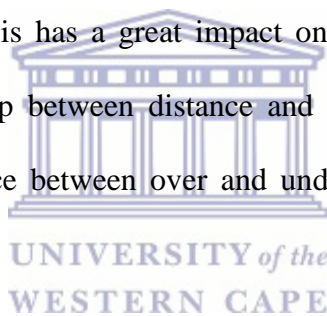 is has a great impact on
p between distance and
ce between over and und
UNIVERSITY of the
WESTERN CAPE